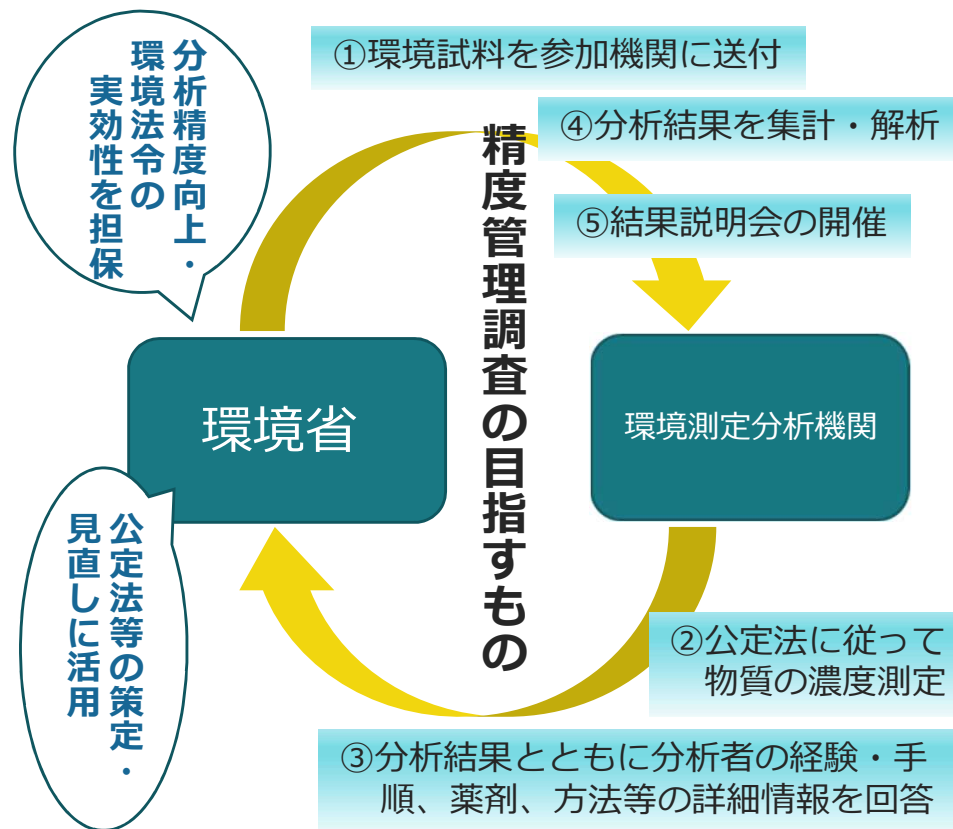 ①環境試料を参加機関に送付
④分析結果を集計・解析
⑤結果説明会の開催
分析精度向上・
環境法令の
実効性を担保
精度管理調査の目指すもの
環境省
環境測定分析機関
公定法等の策定・
見直しに活用
②公定法に従って
物質の濃度測定
③分析結果とともに分析者の経験・手
順、薬剤、方法等の詳細情報を回答